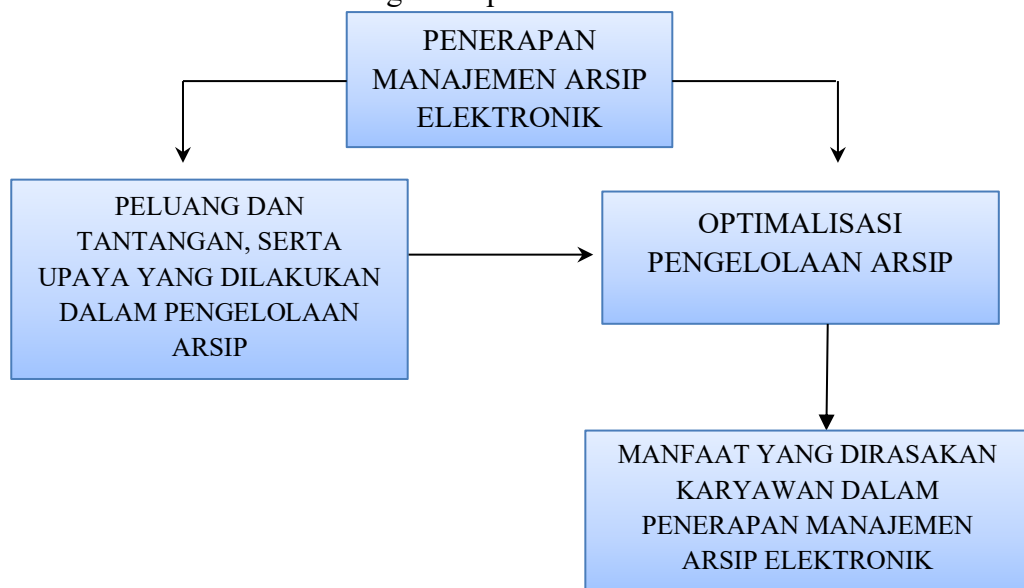 PENERAPAN
MANAJEMEN ARSIP
ELEKTRONIK
PELUANG DAN
TANTANGAN, SERTA
UPAYA YANG DILAKUKAN
DALAM PENGELOLAAN
ARSIP
OPTIMALISASI
PENGELOLAAN ARSIP
MANFAAT YANG DIRASAKAN
KARYAWAN DALAM
PENERAPAN MANAJEMEN
ARSIP ELEKTRONIK